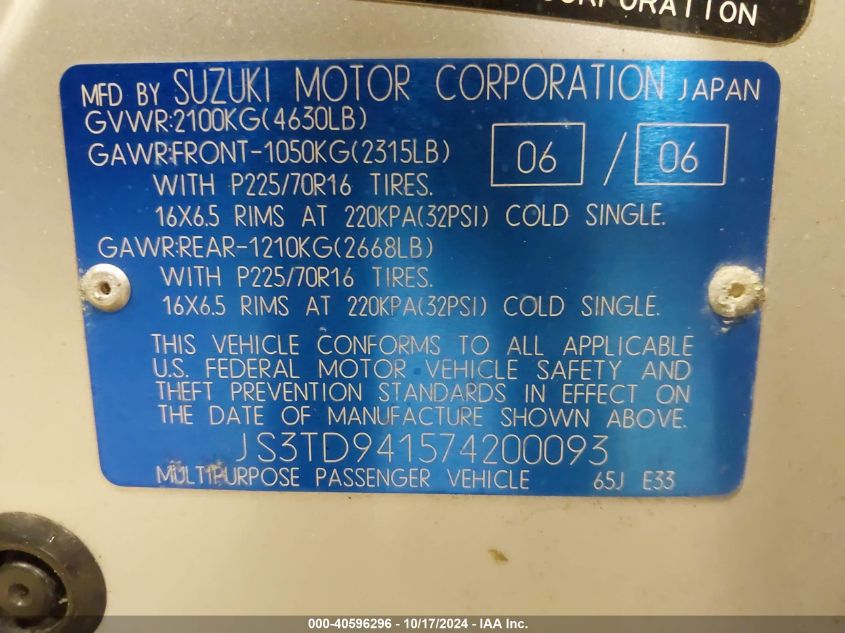 CORPORATION
MFD BY SUZUKI MOTOR CORPORATION JAPAN
GVWR:2100KG(4630LB)
GAWR:FRONT-1050KG(2315LB) 06 / 06
WITH P225/70R16 TIRES.
16X6.5 RIMS AT 220KPA(32PSI) COLD SINGLE.
GAWR:REAR-1210KG(2668LB)
WITH P225/70R16 TIRES.
16X6.5 RIMS AT 220KPA(32PSI) COLD SINGLE.
THIS VEHICLE CONFORMS TO ALL APPLICABLE
U.S. FEDERAL MOTOR VEHICLE SAFETY AND
THEFT PREVENTION STANDARDS IN EFFECT ON
THE DATE OF MANUFACTURE SHOWN ABOVE.
JS3TD941574200093
MULTIPURPOSE PASSENGER VEHICLE 65J E33
000-40596296 - 10/17/2024 - IAA Inc.